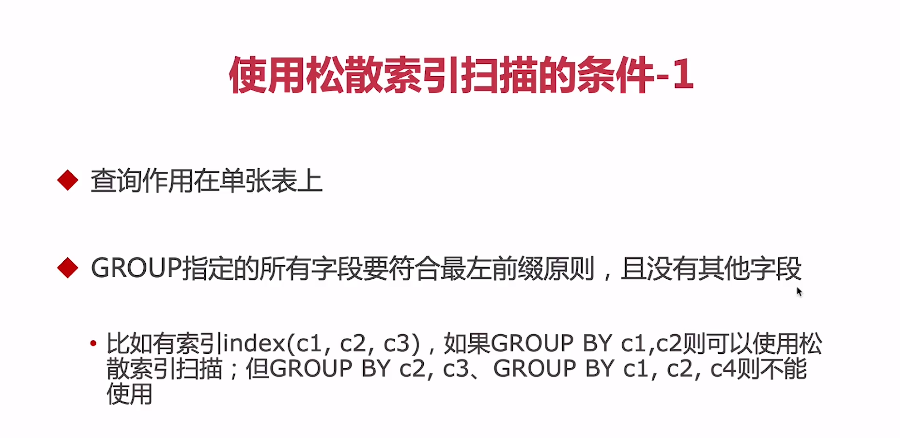 使用松散索引扫描的条件-1
查询作用在单张表上
GROUP指定的所有字段要符合最左前缀原则，且没有其他字段
比如有索引index(c1, c2, c3)，如果GROUP BY c1,c2则可以使用松
散索引扫描；但GROUP BY c2, c3、GROUP BY c1, c2, c4则不能
使用